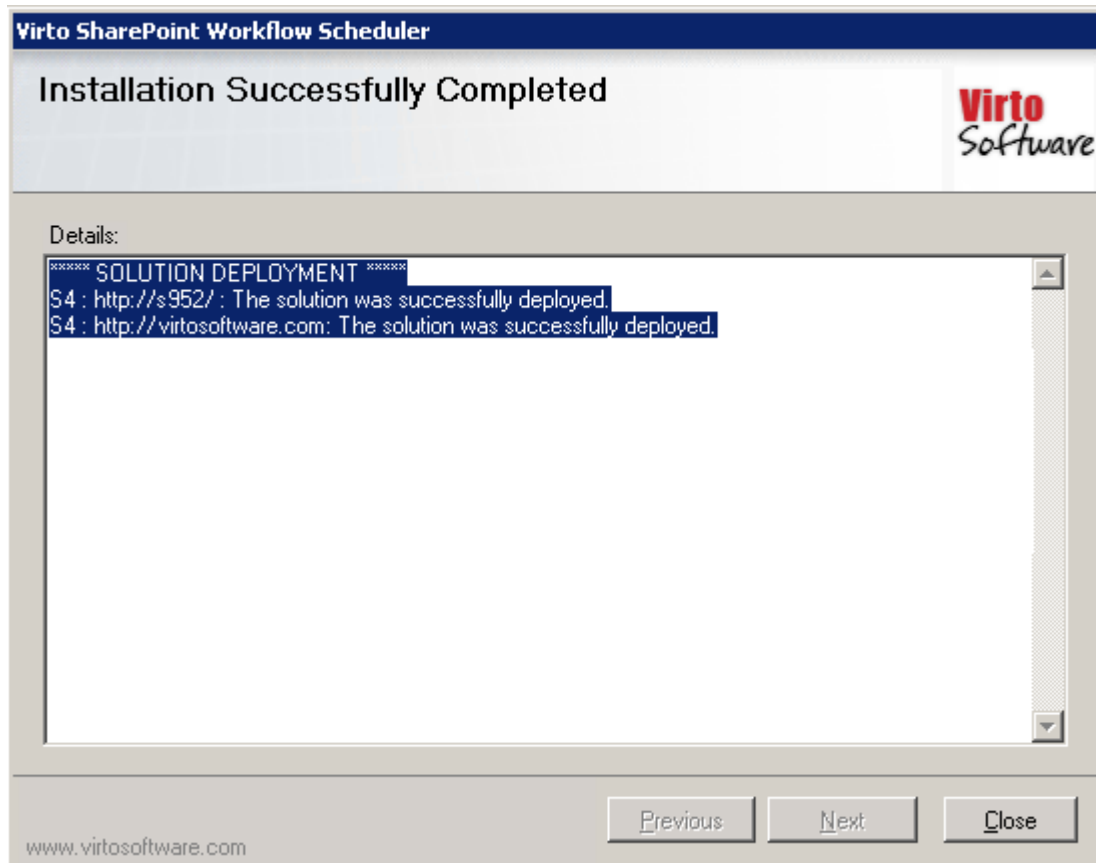 Virto SharePoint Workflow Scheduler
Installation Successfully Completed
Virto
Software
Details:
***** SOLUTION DEPLOYMENT *****
S4 : http://s952/ : The solution was successfully deployed.
S4 : http://virtosoftware.com: The solution was successfully deployed.
Previous
Next
Close
www.virtosoftware.com